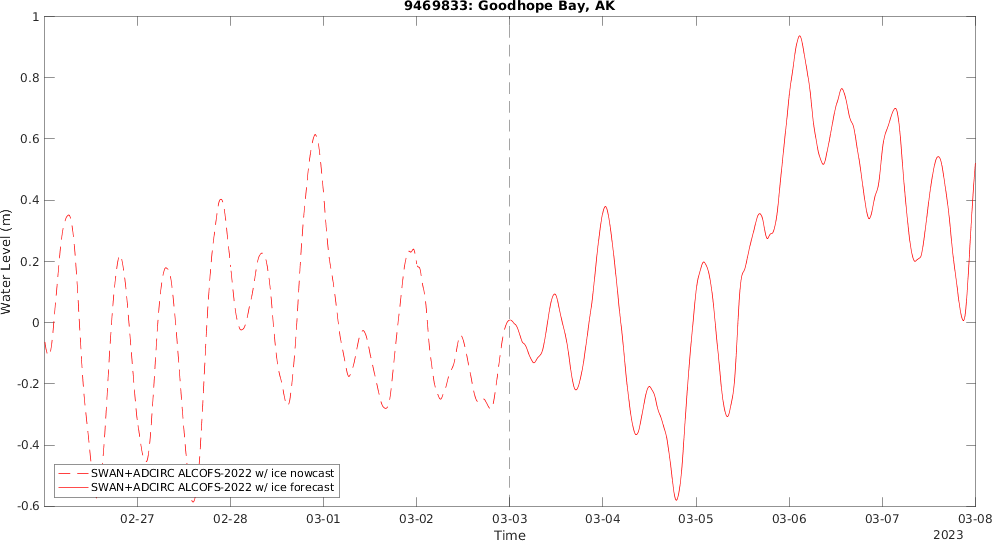 9469833: Goodhope Bay, AK
Water Level (m)
1
0.8
0.6
0.4
0.2
0
-0.2
-0.4
-0.6
SWAN+ADCIRC ALCOFS-2022 w/ ice nowcast
SWAN+ADCIRC ALCOFS-2022 w/ ice forecast
02-27 02-28 03-01 03-02 03-03 03-04 03-05 03-06 03-07 03-08
Time
2023